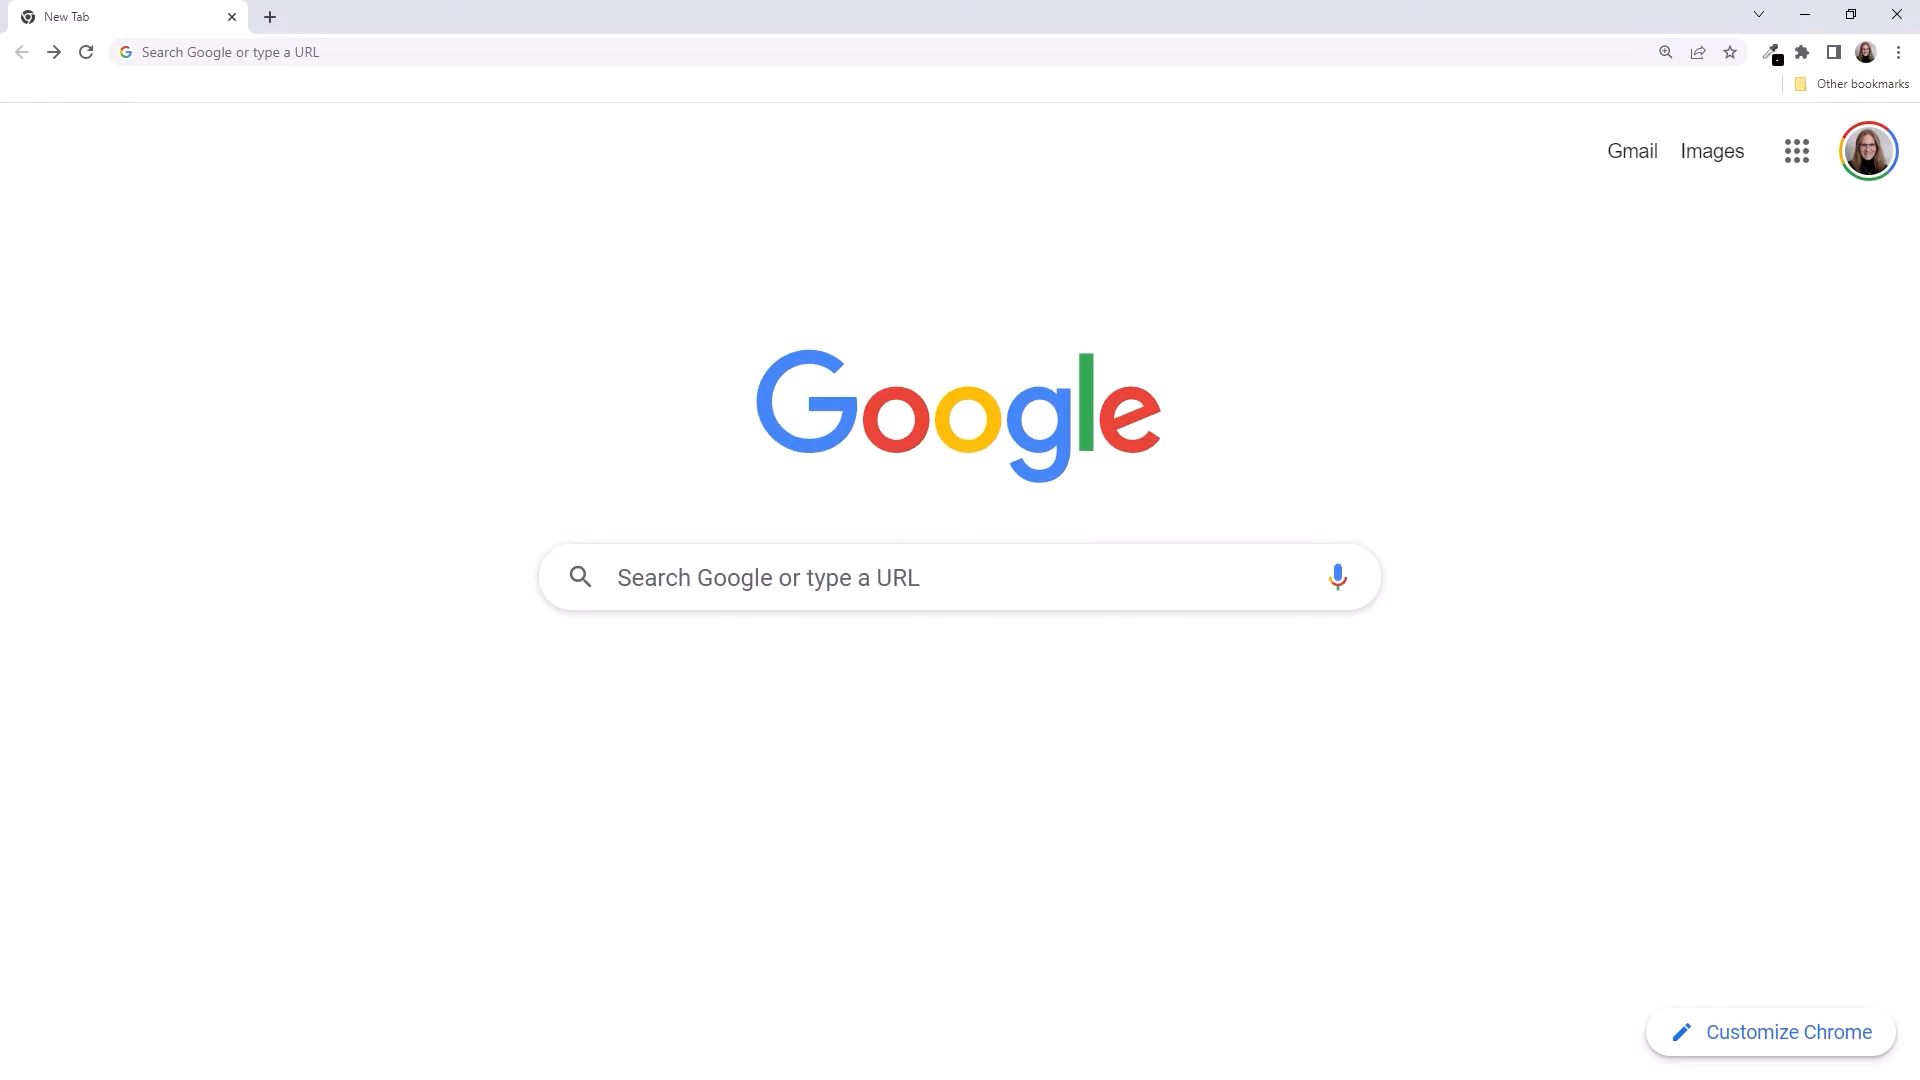 New Tab
Search Google or type a URL
Other bookmarks
Gmail Images
Google
Search Google or type a URL
Customize Chrome